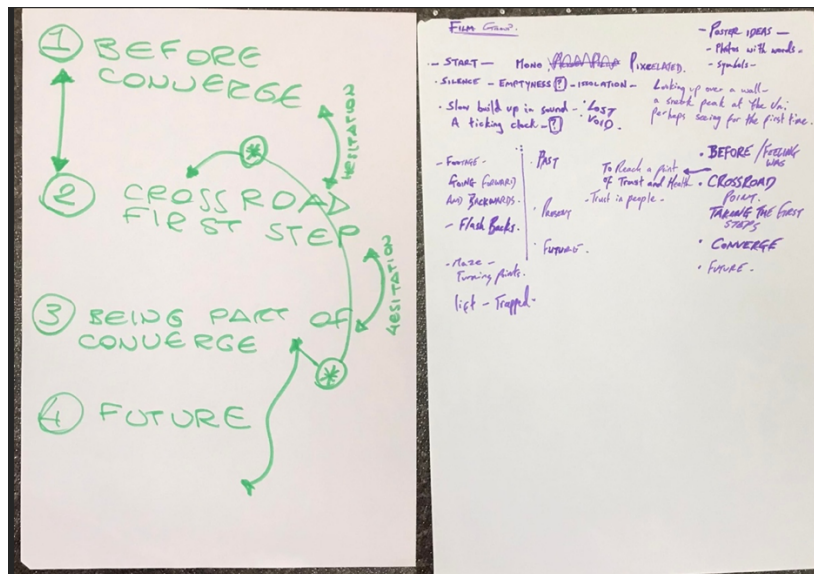 1 BEFORE
CONVERGE
HESITATION
2 CROSS ROAD
FIRST STEP
HESITATION
3 BEING PART OF
CONVERGE
4 FUTURE
FILM
- START - MONO PIXCELATED.
· SILENCE - EMPTYNESS ? - ISOLATION -
· Slow build up in sound - : LOST
A ticking clock - ? VOID.
- FOOTAGE -
GOING FORWARD
AND BACKWARDS.
- Flash Backs.
- Maze -
Turning points.
lift - Trapped -
· PAST
· Present
· FUTURE -
- POSTER IDEAS -
- Photos with words -
- Symbols -
Looking up over a wall -
a sneak peak at the Uni
perhaps seeing for the first time.
To Reach a point
of Trust and Health
- Trust in people -
· BEFORE / FEELING
WAS
· CROSSROAD
POINT.
TAKING THE FIRST
STEPS
· CONVERGE
· FUTURE -